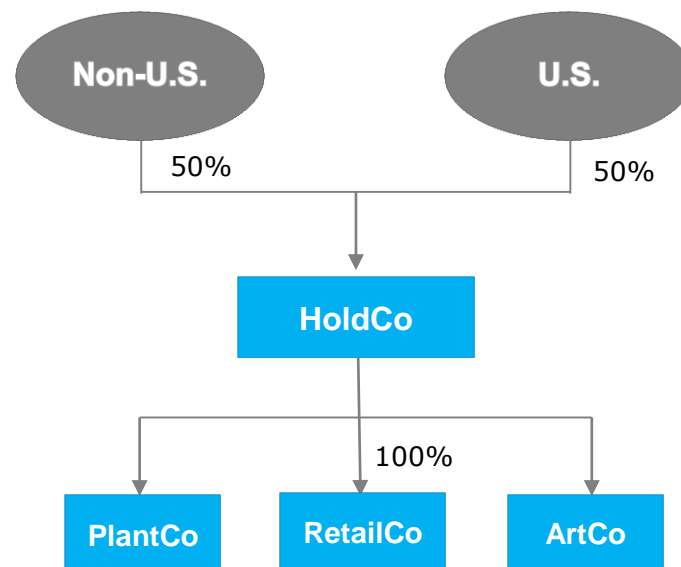 Non-U.S.
U.S.
50%
50%
HoldCo
100%
PlantCo
RetailCo
ArtCo